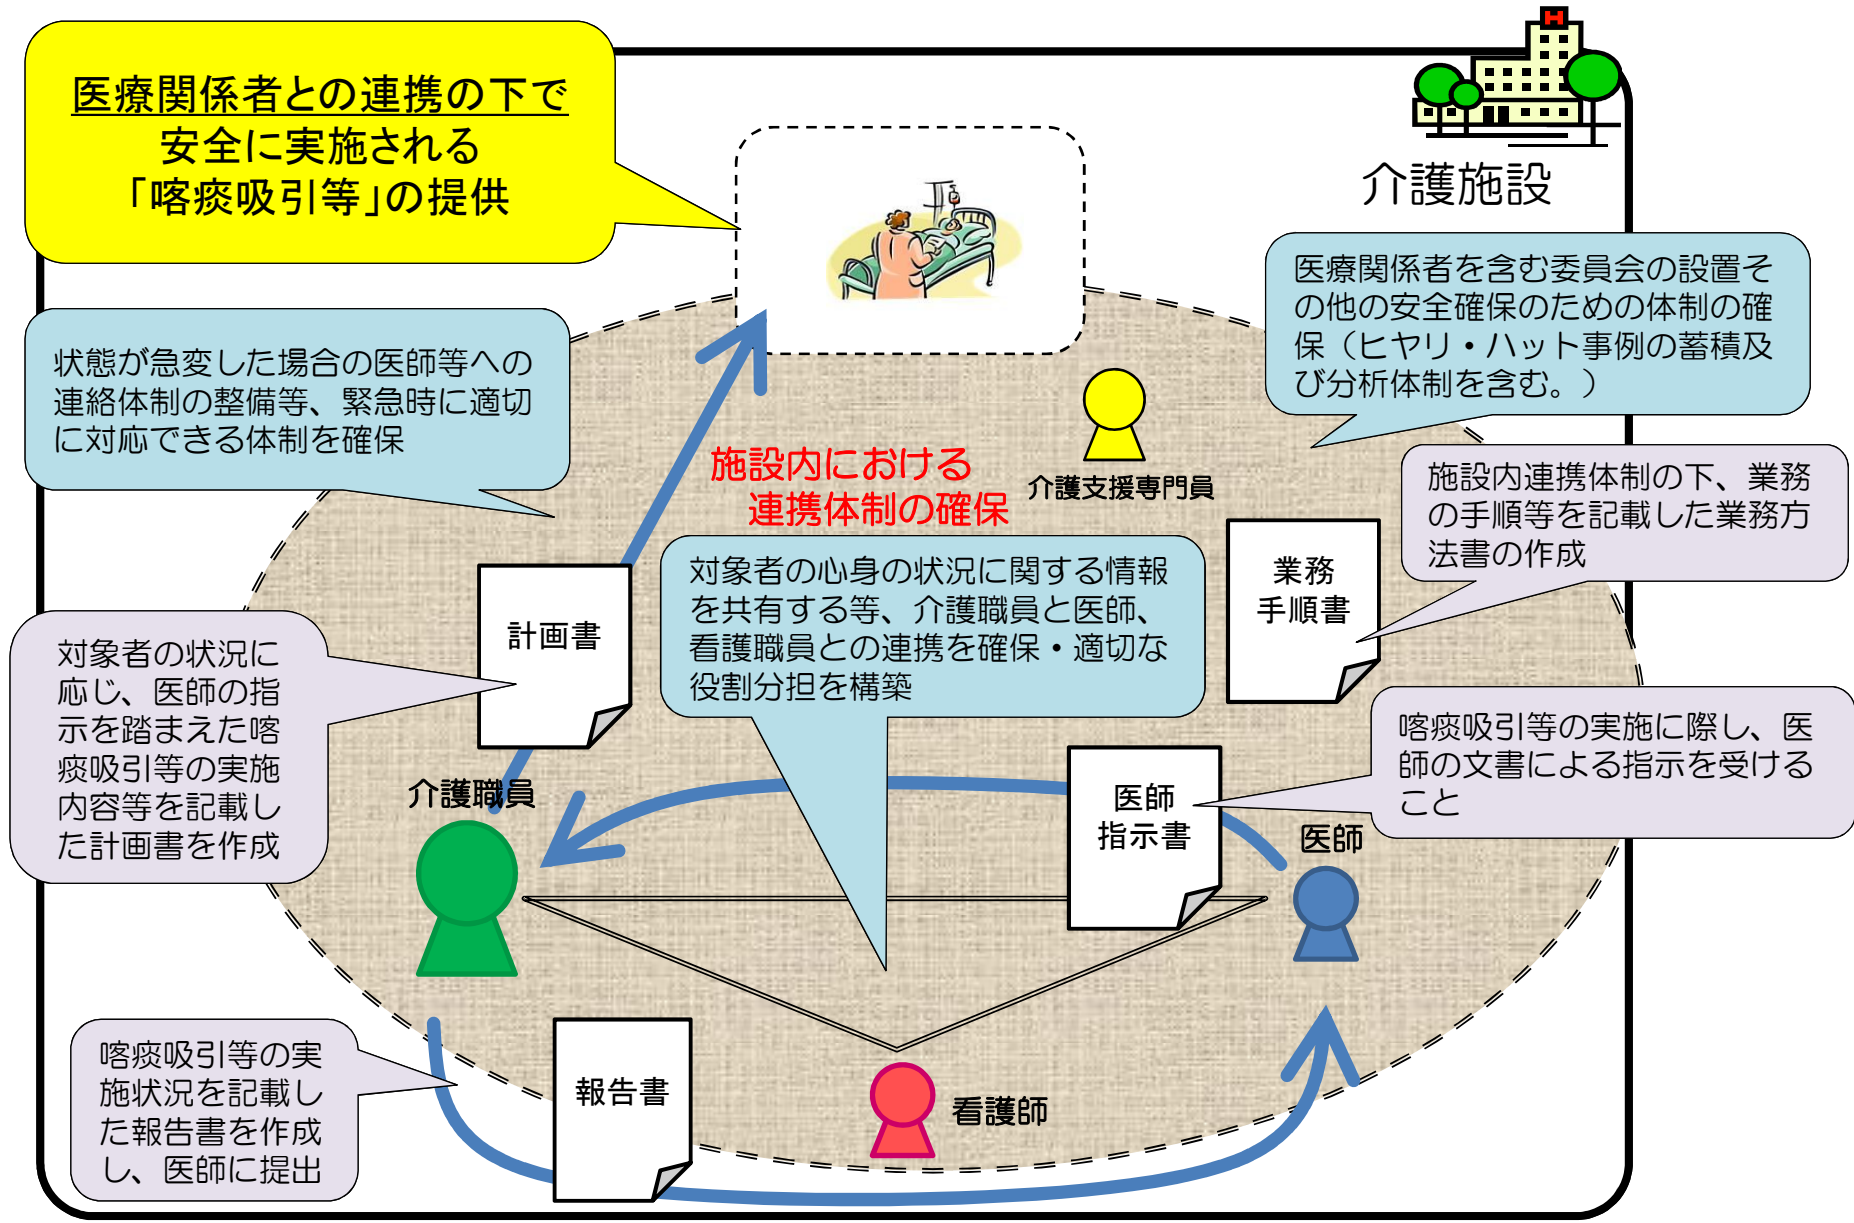 医療関係者との連携の下で
安全に実施される
「喀痰吸引等」の提供
介護施設
医療関係者を含む委員会の設置そ
の他の安全確保のための体制の確
保（ヒヤリ・ハット事例の蓄積及
び分析体制を含む。）
状態が急変した場合の医師等への
連絡体制の整備等、緊急時に適切
に対応できる体制を確保
施設内における
連携体制の確保
介護支援専門員
施設内連携体制の下、業務
の手順等を記載した業務方
法書の作成
業務
手順書
対象者の心身の状況に関する情報
を共有する等、介護職員と医師、
看護職員との連携を確保・適切な
役割分担を構築
計画書
対象者の状況に
応じ、医師の指
示を踏まえた喀
痰吸引等の実施
内容等を記載し
た計画書を作成
喀痰吸引等の実施に際し、医
師の文書による指示を受ける
こと
介護職員
医師
指示書
医師
喀痰吸引等の実
施状況を記載し
た報告書を作成
し、医師に提出
報告書
看護師